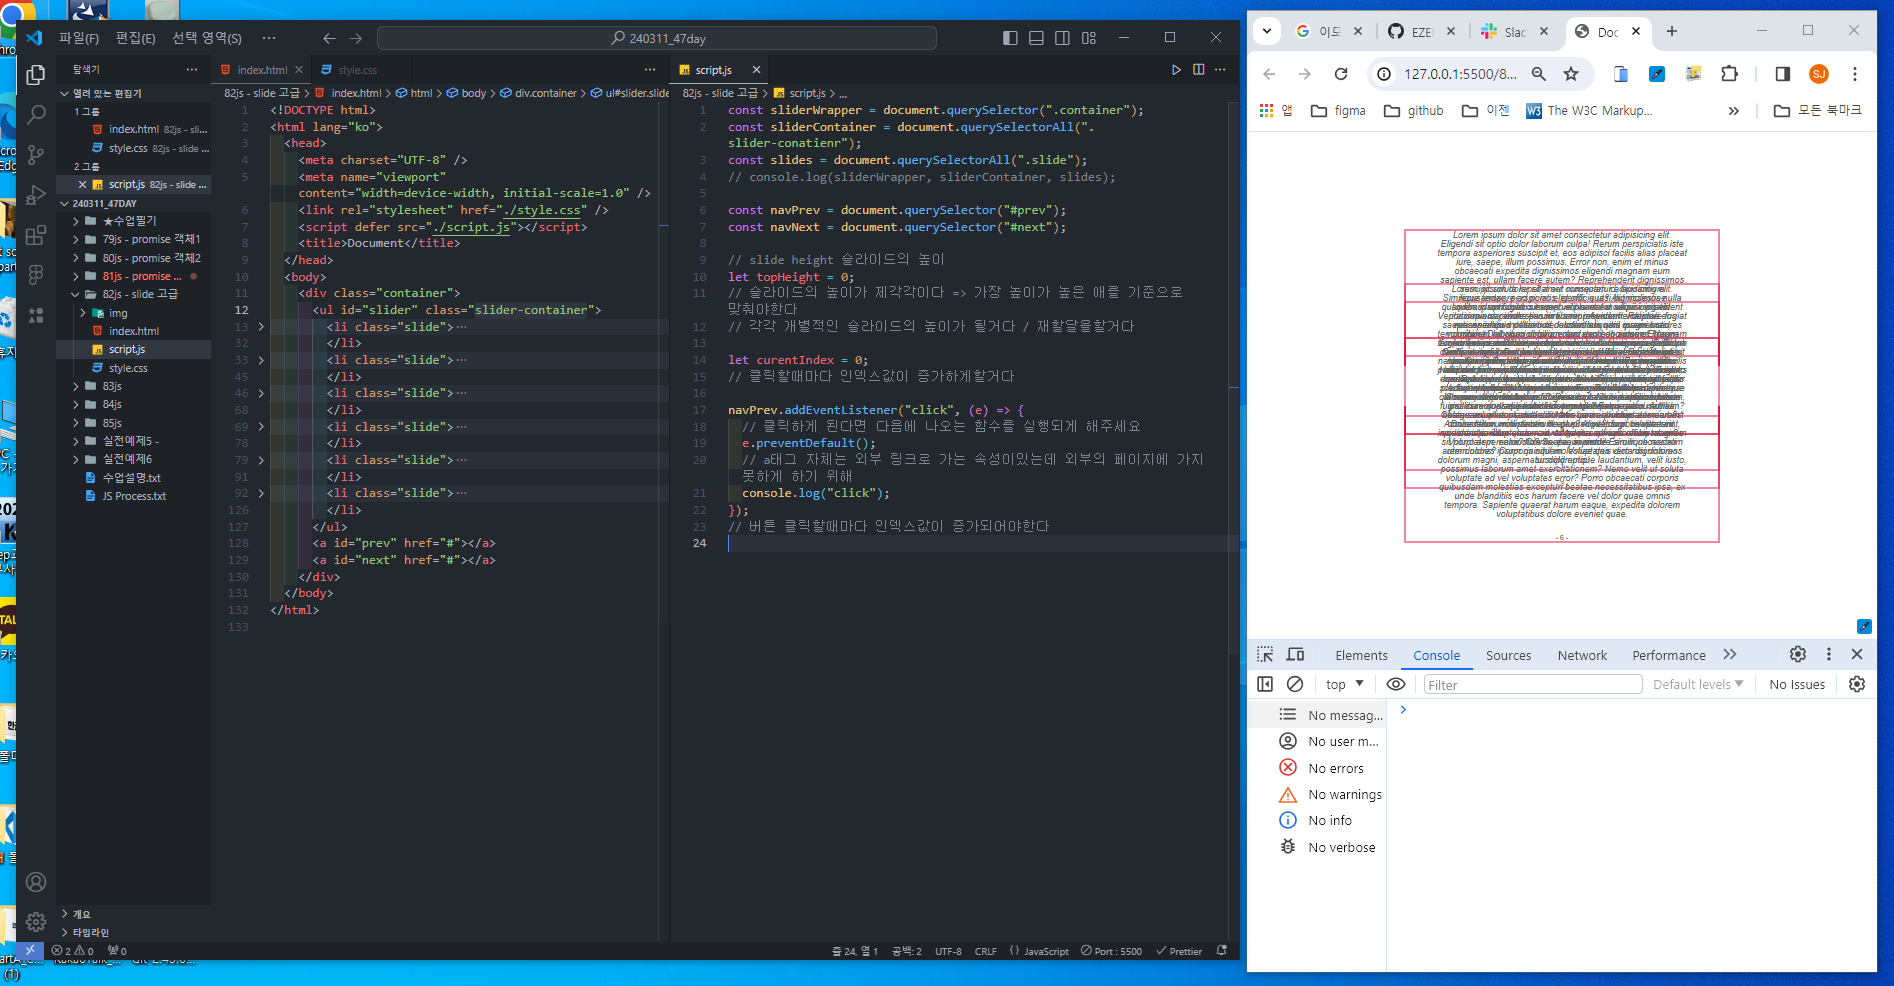 파일(F) 편집(E) 선택 영역(S) ···
240311_47day
탐색기
열려 있는 편집기
1 그룹
index.html 82js - sli...
style.css 82js - slide ...
2 그룹
script.js 82js - slide ...
240311_47DAY
★수업필기
79js - promise 객체1
80js - promise 객체2
81js - promise ...
82js - slide 고급
img
index.html
script.js
style.css
83js
84js
85js
실전예제5 -
실전예제6
수업설명.txt
JS Process.txt
개요
타임라인
index.html
style.css
82js - slide 고급 > index.html > html > body > div.container > ul#slider.slide
1 <!DOCTYPE html>
2 <html lang="ko">
3 <head>
4 <meta charset="UTF-8" />
5 <meta name="viewport"
content="width=device-width, initial-scale=1.0" />
6 <link rel="stylesheet" href="./style.css" />
7 <script defer src="./script.js"></script>
8 <title>Document</title>
9 </head>
10 <body>
11 <div class="container">
12 <ul id="slider" class="slider-container">
13 <li class="slide">···
32 </li>
33 <li class="slide">···
45 </li>
46 <li class="slide">···
68 </li>
69 <li class="slide">···
78 </li>
79 <li class="slide">···
91 </li>
92 <li class="slide">···
126 </li>
127 </ul>
128 <a id="prev" href="#"></a>
129 <a id="next" href="#"></a>
130 </div>
131 </body>
132 </html>
133
script.js
82js - slide 고급 > script.js > ...
1 const sliderWrapper = document.querySelector(".container");
2 const sliderContainer = document.querySelectorAll(".
slider-conatienr");
3 const slides = document.querySelectorAll(".slide");
4 // console.log(sliderWrapper, sliderContainer, slides);
5
6 const navPrev = document.querySelector("#prev");
7 const navNext = document.querySelector("#next");
8
9 // slide height 슬라이드의 높이
10 let topHeight = 0;
11 // 슬라이드의 높이가 제각각이다 => 가장 높이가 높은 애를 기준으로
맞춰야한다
12 // 각각 개별적인 슬라이드의 높이가 될거다 / 재할달을할거다
13
14 let curentIndex = 0;
15 // 클릭할때마다 인덱스값이 증가하게할거다
16
17 navPrev.addEventListener("click", (e) => {
18 // 클릭하게 된다면 다음에 나오는 함수를 실행되게 해주세요
19 e.preventDefault();
20 // a태그 자체는 외부 링크로 가는 속성이있는데 외부의 페이지에 가지
못하게 하기 위해
21 console.log("click");
22 });
23 // 버튼 클릭할때마다 인덱스값이 증가되어야한다
24
2 0 0
줄 24, 열 1 공백: 2 UTF-8 CRLF {} JavaScript Port : 5500 Prettier
이모 EZE Slac Doc
127.0.0.1:5500/8...
SJ
앱 figma github 이젠 W3 The W3C Markup... » 모든 북마크
Lorem ipsum dolor sit amet consectetur adipisicing elit.
Eligendi sit optio dolor laborum culpa! Rerum perspiciatis iste
tempora asperiores suscipit et, eos adipisci facilis alias placeat
iure, saepe, illum possimus. Error non, enim et minus
obcaecati expedita dignissimos eligendi magnam eum
sapiente est, ullam facere autem? Reprehenderit dignissimos
possimus laborum amet exercitationem? Nemo velit ut soluta
voluptate ad vel voluptates error? Porro obcaecati corporis
quibusdam molestias excepturi beatae necessitatibus ipsa, ex
unde blanditiis eos harum facere vel dolor quae omnis
tempora. Sapiente quaerat harum eaque, expedita dolorem
voluptatibus dolore eveniet quae.
- 6 -
Elements Console Sources Network Performance »
top Filter Default levels No Issues
No messag...
No user m...
No errors
No warnings
No info
No verbose